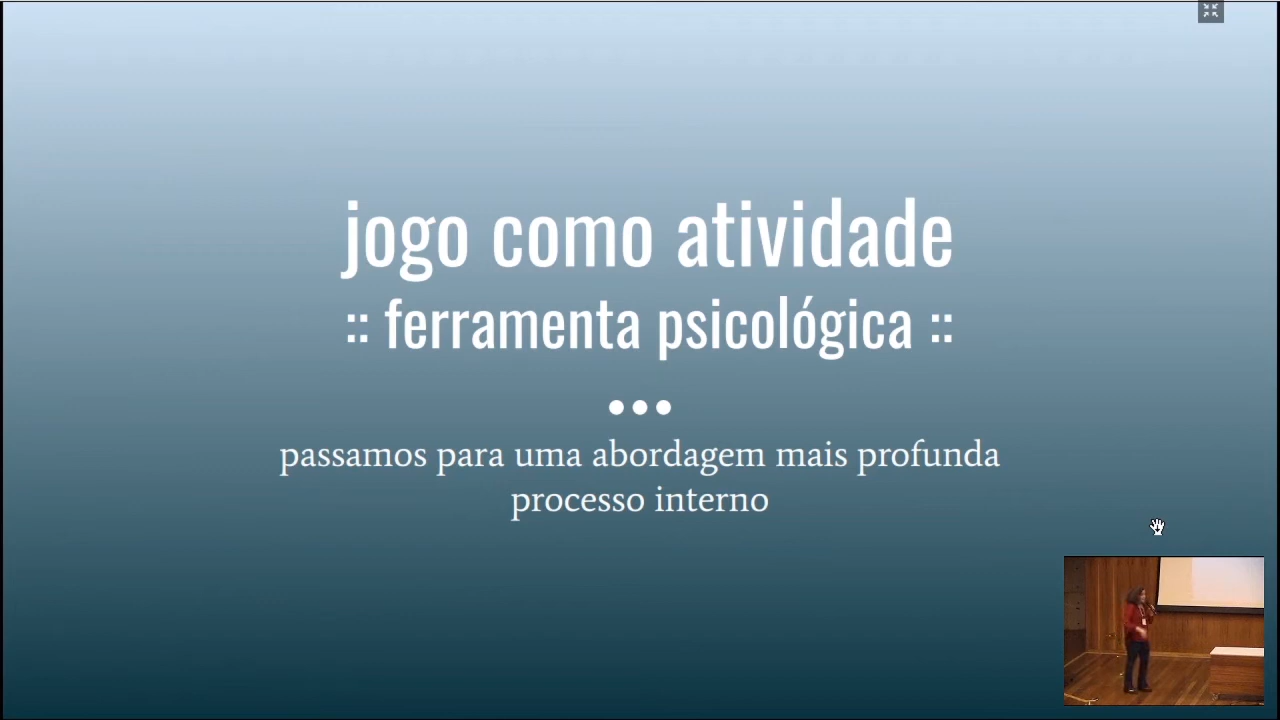 jogo como atividade
:: ferramenta psicológica ::
passamos para uma abordagem mais profunda
processo interno